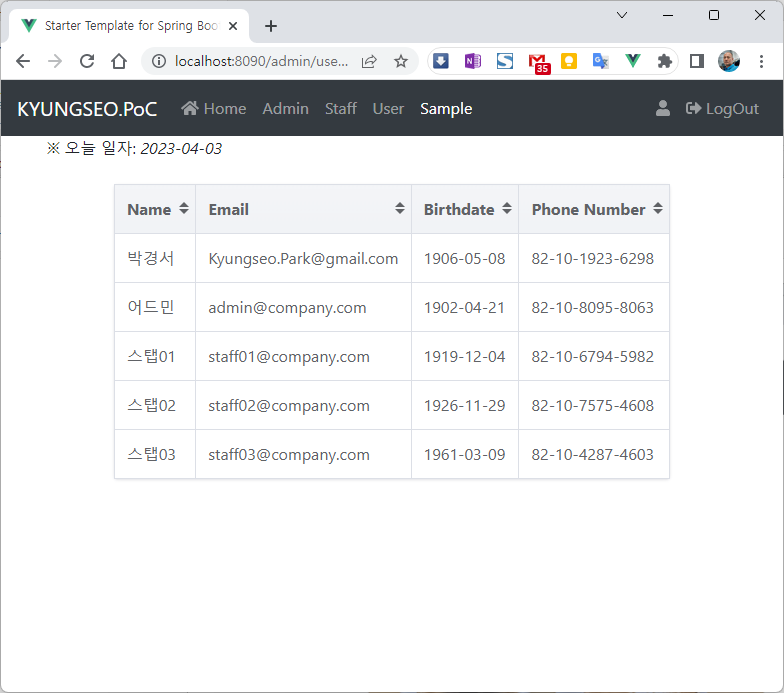 Starter Template for Spring Boo
localhost:8090/admin/use...
35
KYUNGSEO.PoC Home Admin Staff User Sample LogOut
※ 오늘 일자: 2023-04-03
Name Email Birthdate Phone Number
박경서 Kyungseo.Park@gmail.com 1906-05-08 82-10-1923-6298
어드민 admin@company.com 1902-04-21 82-10-8095-8063
스탭01 staff01@company.com 1919-12-04 82-10-6794-5982
스탭02 staff02@company.com 1926-11-29 82-10-7575-4608
스탭03 staff03@company.com 1961-03-09 82-10-4287-4603